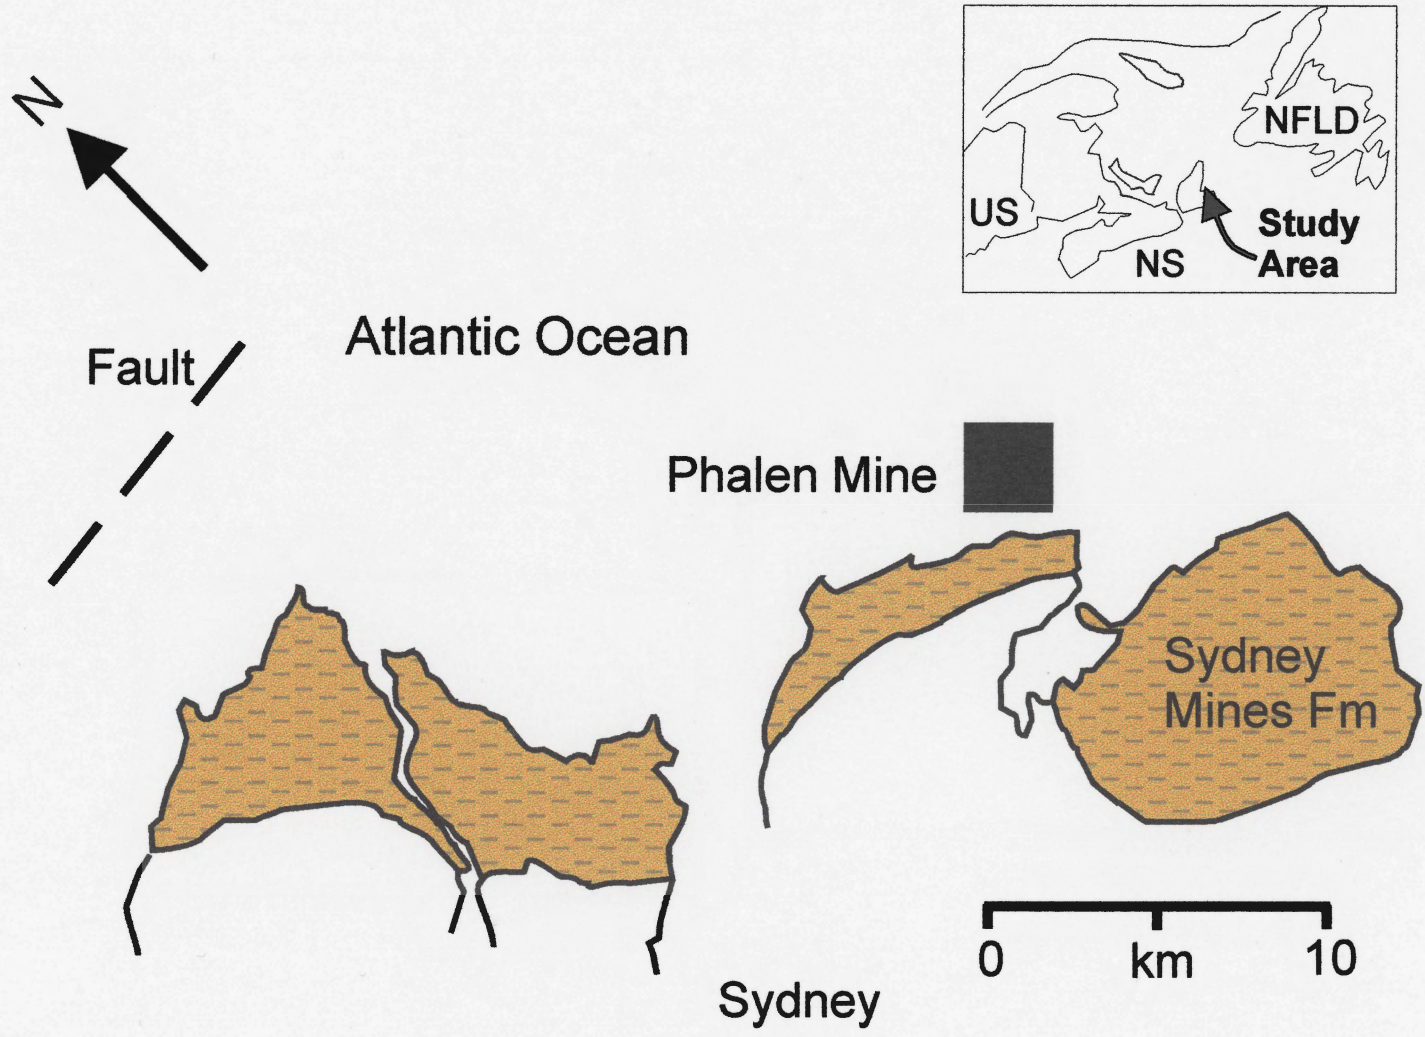 N
NFLD
US
Study
Area
NS
Atlantic Ocean
Fault
Phalen Mine
Sydney
Mines Fm
0 km 10
Sydney